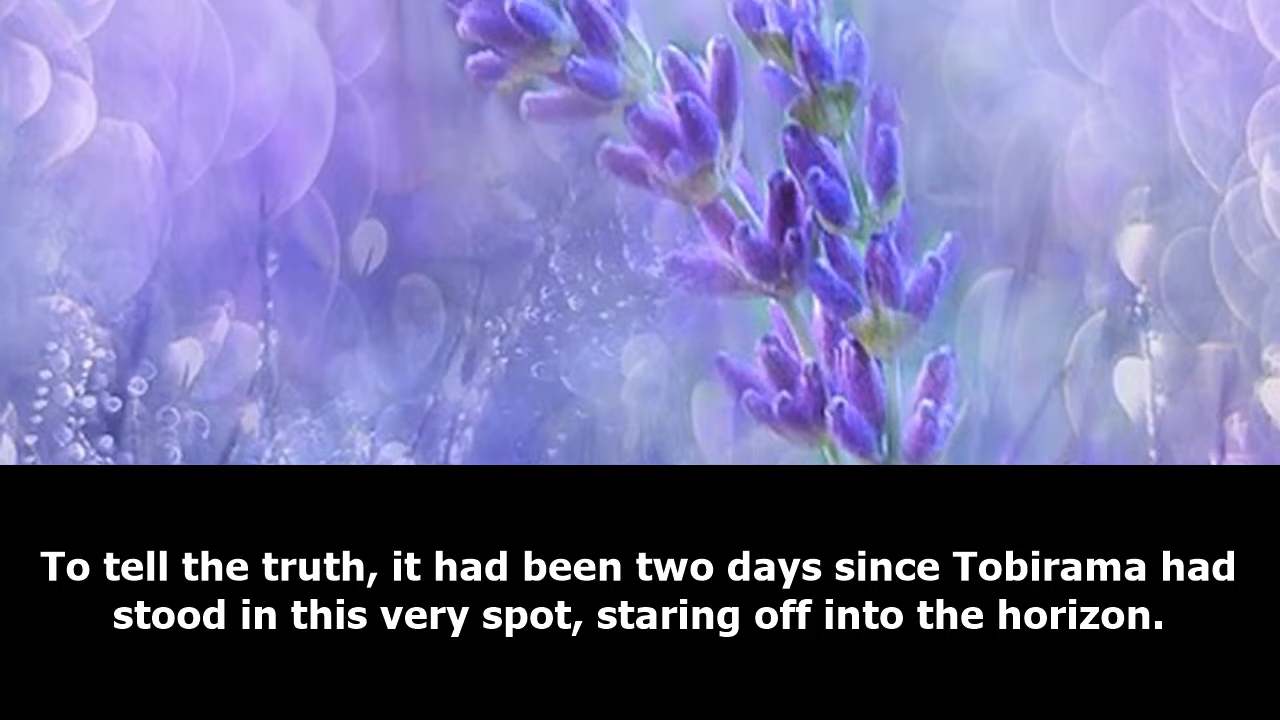 To tell the truth, it had been two days since Tobirama had
stood in this very spot, staring off into the horizon.